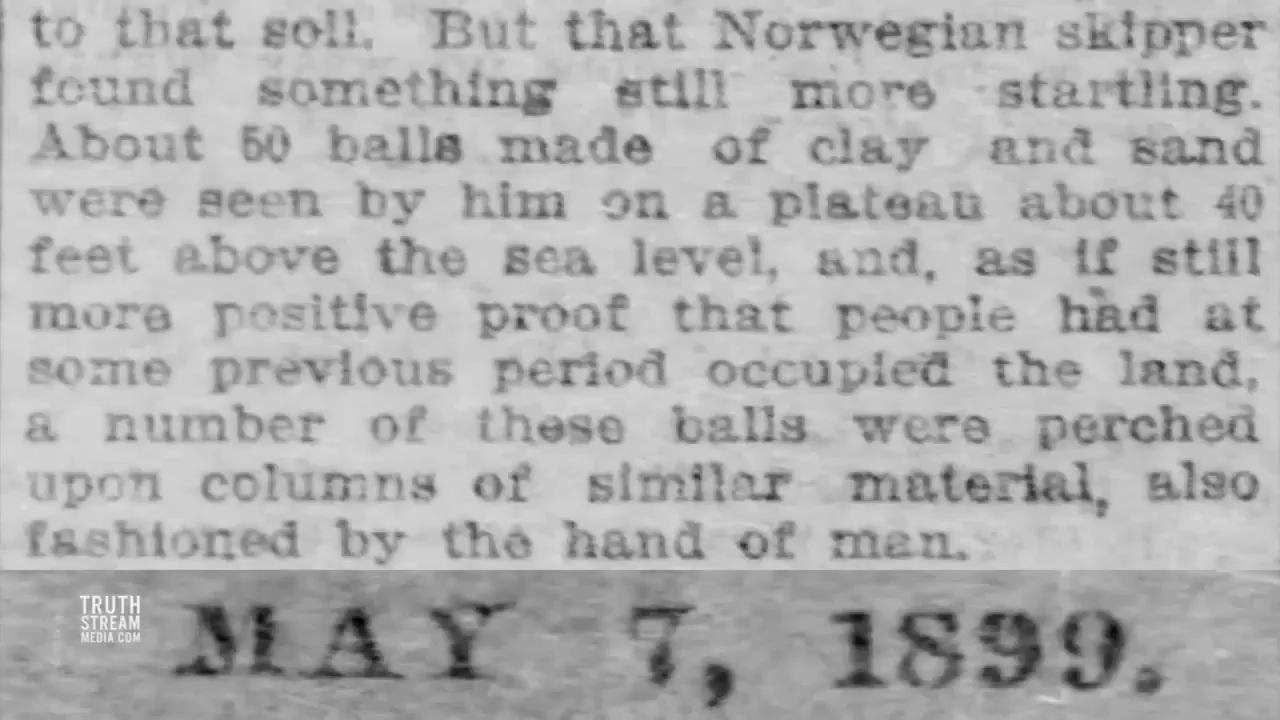 to that soil. But that Norwegian skipper
found something still more startling.
About 50 balls made of clay and sand
were seen by him on a plateau about 40
feet above the sea level, and, as if still
more positive proof that people had at
some previous period occupied the land,
a number of these balls were perched
upon columns of similar material, also
fashioned by the hand of man.
TRUTH
STREAM
MEDIA.COM
MAY 7, 1899.